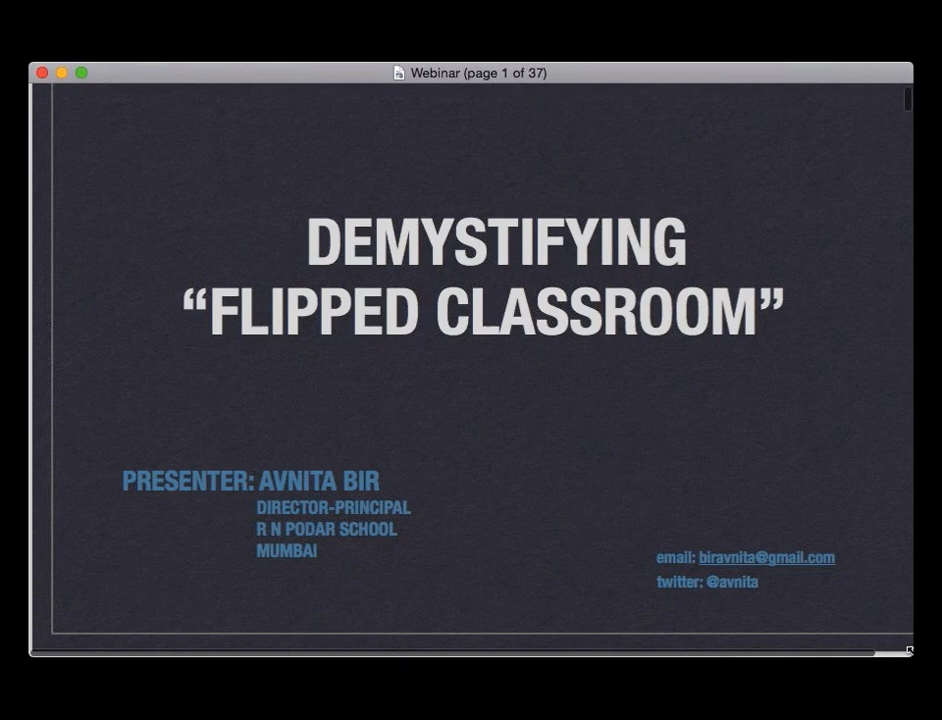 Webinar (page 1 of 37)
DEMYSTIFYING
“FLIPPED CLASSROOM”
PRESENTER: AVNITA BIR
DIRECTOR-PRINCIPAL
R N PODAR SCHOOL
MUMBAI
email: biravnita@gmail.com
twitter: @avnita